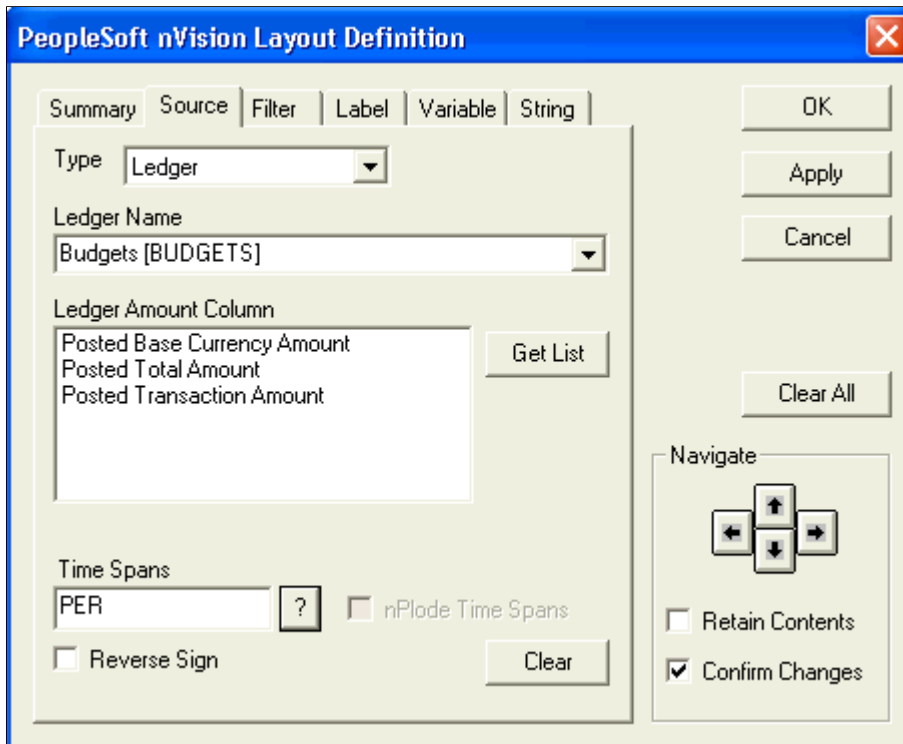 PeopleSoft nVision Layout Definition
Summary Source Filter Label Variable String
OK
Type Ledger
Apply
Ledger Name
Cancel
Budgets [BUDGETS]
Ledger Amount Column
Posted Base Currency Amount
Get List
Posted Total Amount
Posted Transaction Amount
Clear All
Navigate
Time Spans
PER ? nPlode Time Spans
Retain Contents
Reverse Sign Clear
Confirm Changes